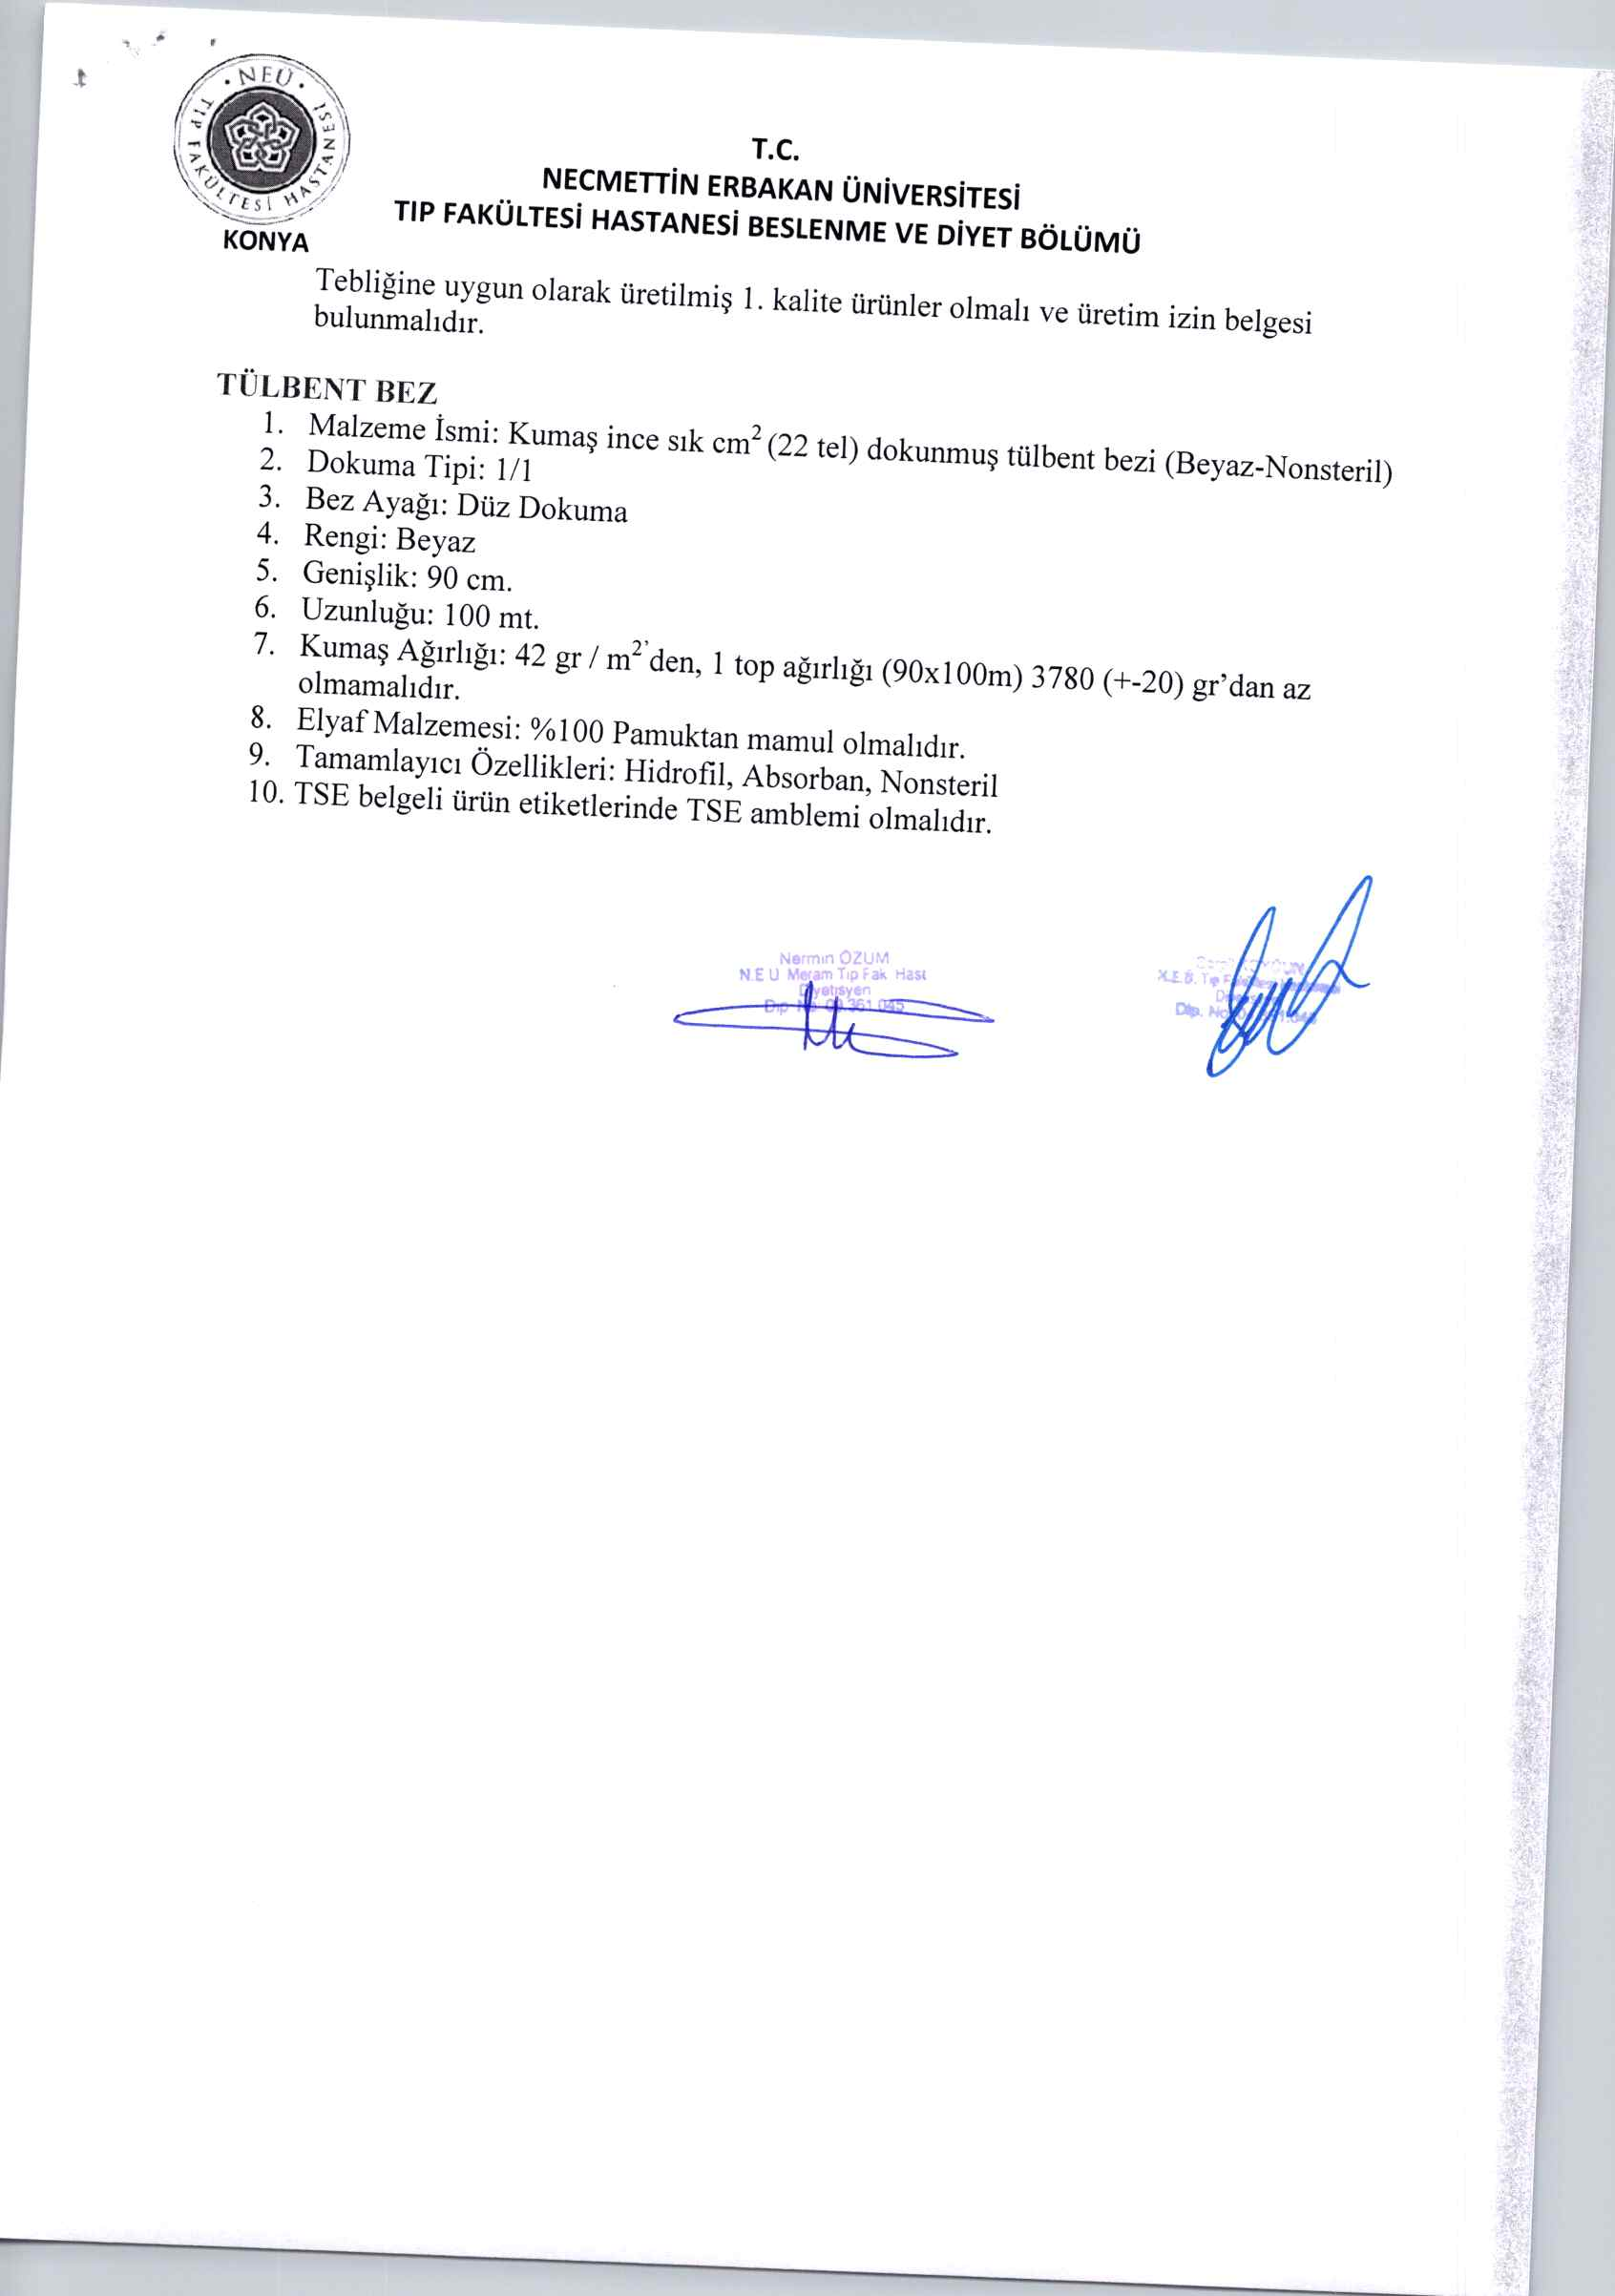 · NEÜ ·
TIP FAKÜLTESİ HASTANESİ
KONYA
T.C.
NECMETTİN ERBAKAN ÜNİVERSİTESİ
TIP FAKÜLTESİ HASTANESİ BESLENME VE DİYET BÖLÜMÜ
Tebliğine uygun olarak üretilmiş 1. kalite ürünler olmalı ve üretim izin belgesi
bulunmalıdır.
TÜLBENT BEZ
1. Malzeme İsmi: Kumaş ince sık cm² (22 tel) dokunmuş tülbent bezi (Beyaz-Nonsteril)
2. Dokuma Tipi: 1/1
3. Bez Ayağı: Düz Dokuma
4. Rengi: Beyaz
5. Genişlik: 90 cm.
6. Uzunluğu: 100 mt.
7. Kumaş Ağırlığı: 42 gr / m²’den, 1 top ağırlığı (90x100m) 3780 (+-20) gr’dan az
olmamalıdır.
8. Elyaf Malzemesi: %100 Pamuktan mamul olmalıdır.
9. Tamamlayıcı Özellikleri: Hidrofil, Absorban, Nonsteril
10. TSE belgeli ürün etiketlerinde TSE amblemi olmalıdır.
Nermin ÖZÜM
N.E.Ü Meram Tıp Fak Hast
Diyetisyen
Dip No
Dip. No